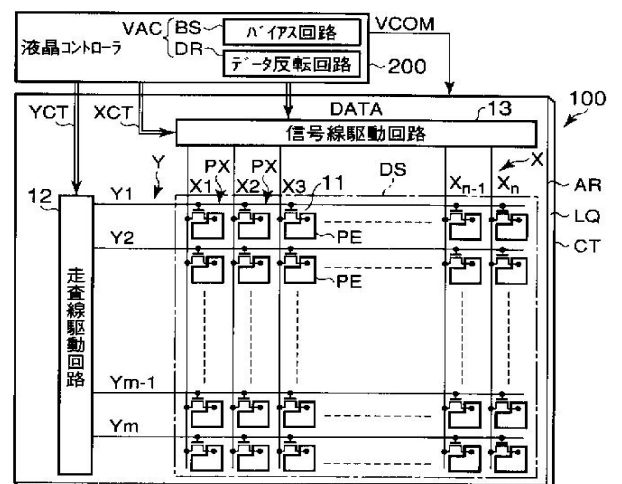 VAC
BS
バイアス回路
VCOM
液晶コントローラ
DR
データ反転回路
200
YCT
XCT
DATA
13
100
信号線駆動回路
Y
PX
PX
11
DS
X
12
X1
X2
X3
Xn-1
Xn
AR
Y1
LQ
PE
Y2
CT
PE
走査線駆動回路
Ym-1
Ym